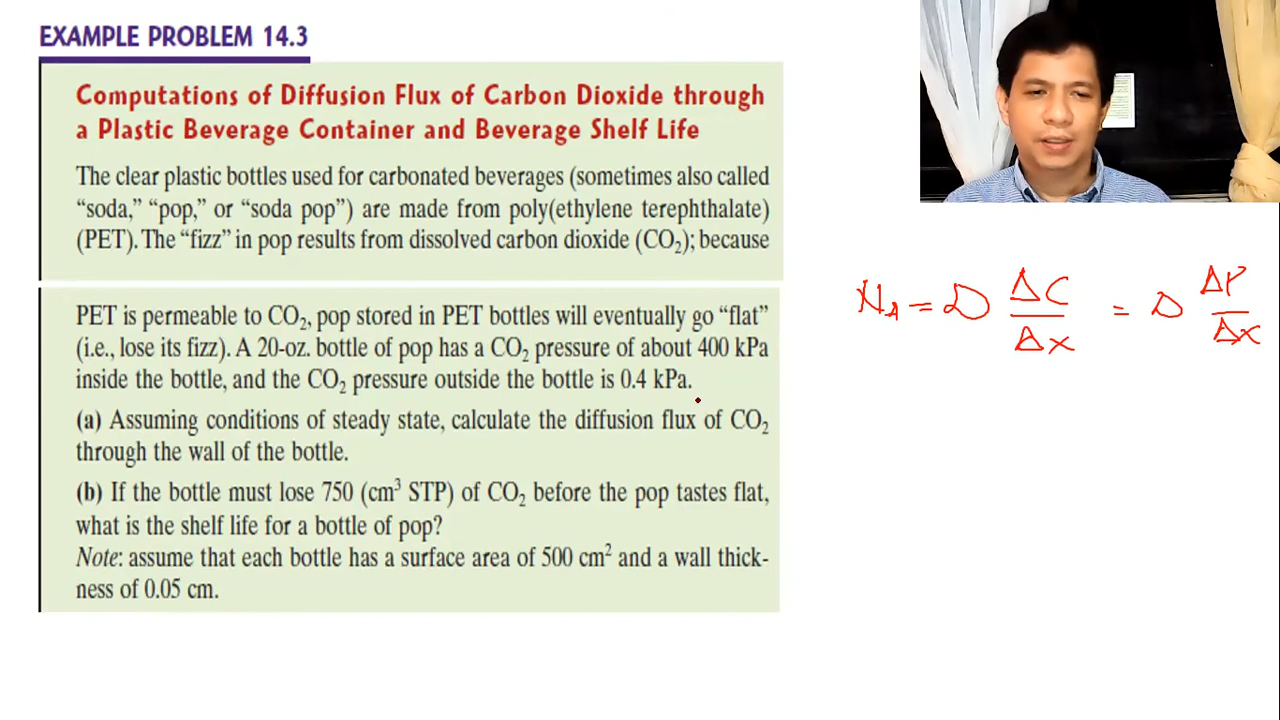 EXAMPLE PROBLEM 14.3
Computations of Diffusion Flux of Carbon Dioxide through
a Plastic Beverage Container and Beverage Shelf Life
The clear plastic bottles used for carbonated beverages (sometimes also called
“soda,” “pop,” or “soda pop”) are made from poly(ethylene terephthalate)
(PET). The “fizz” in pop results from dissolved carbon dioxide (CO₂); because
PET is permeable to CO₂, pop stored in PET bottles will eventually go “flat”
(i.e., lose its fizz). A 20-oz. bottle of pop has a CO₂ pressure of about 400 kPa
inside the bottle, and the CO₂ pressure outside the bottle is 0.4 kPa.
(a) Assuming conditions of steady state, calculate the diffusion flux of CO₂
through the wall of the bottle.
(b) If the bottle must lose 750 (cm³ STP) of CO₂ before the pop tastes flat,
what is the shelf life for a bottle of pop?
Note: assume that each bottle has a surface area of 500 cm² and a wall thick-
ness of 0.05 cm.
N_A = D ΔC/Δx = D ΔP/Δx